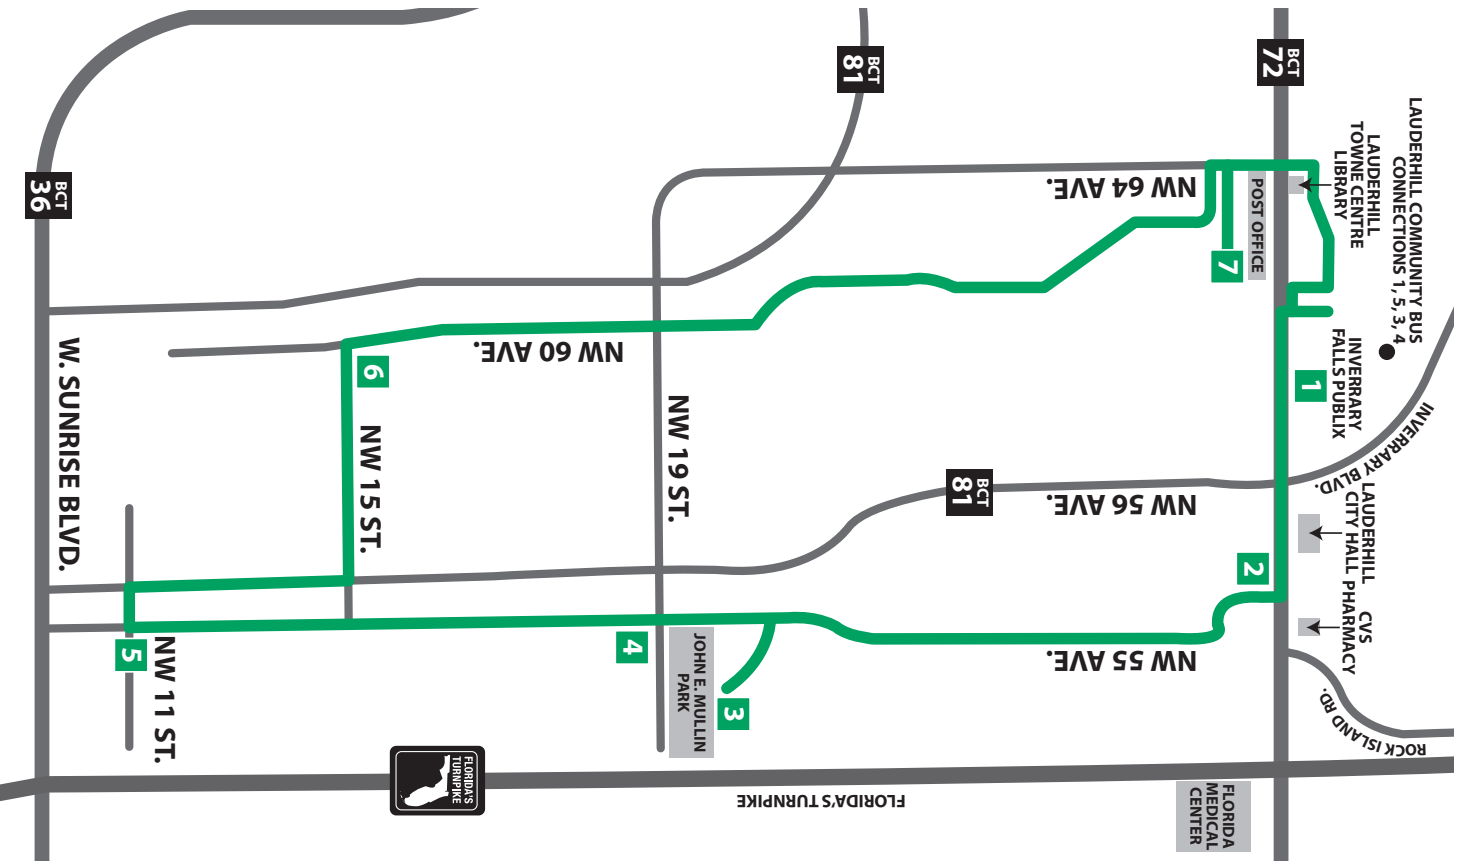 LAUDERHILL COMMUNITY BUS
CONNECTIONS 1, 5, 3, 4
LAUDERHILL
TOWNE CENTRE
LIBRARY
BCT
72
POST OFFICE
7
NW 64 AVE.
BCT
81
BCT
36
INVERRARY
FALLS PUBLIX
1
INVERRARY BLVD.
LAUDERHILL
CITY HALL
CVS
PHARMACY
2
ROCK ISLAND RD.
NW 60 AVE.
6
NW 15 ST.
NW 19 ST.
W. SUNRISE BLVD.
BCT
81
NW 56 AVE.
NW 55 AVE.
4
JOHN E. MULLIN
PARK
3
5
NW 11 ST.
FLORIDA'S
TURNPIKE
FLORIDA'S TURNPIKE
FLORIDA
MEDICAL
CENTER